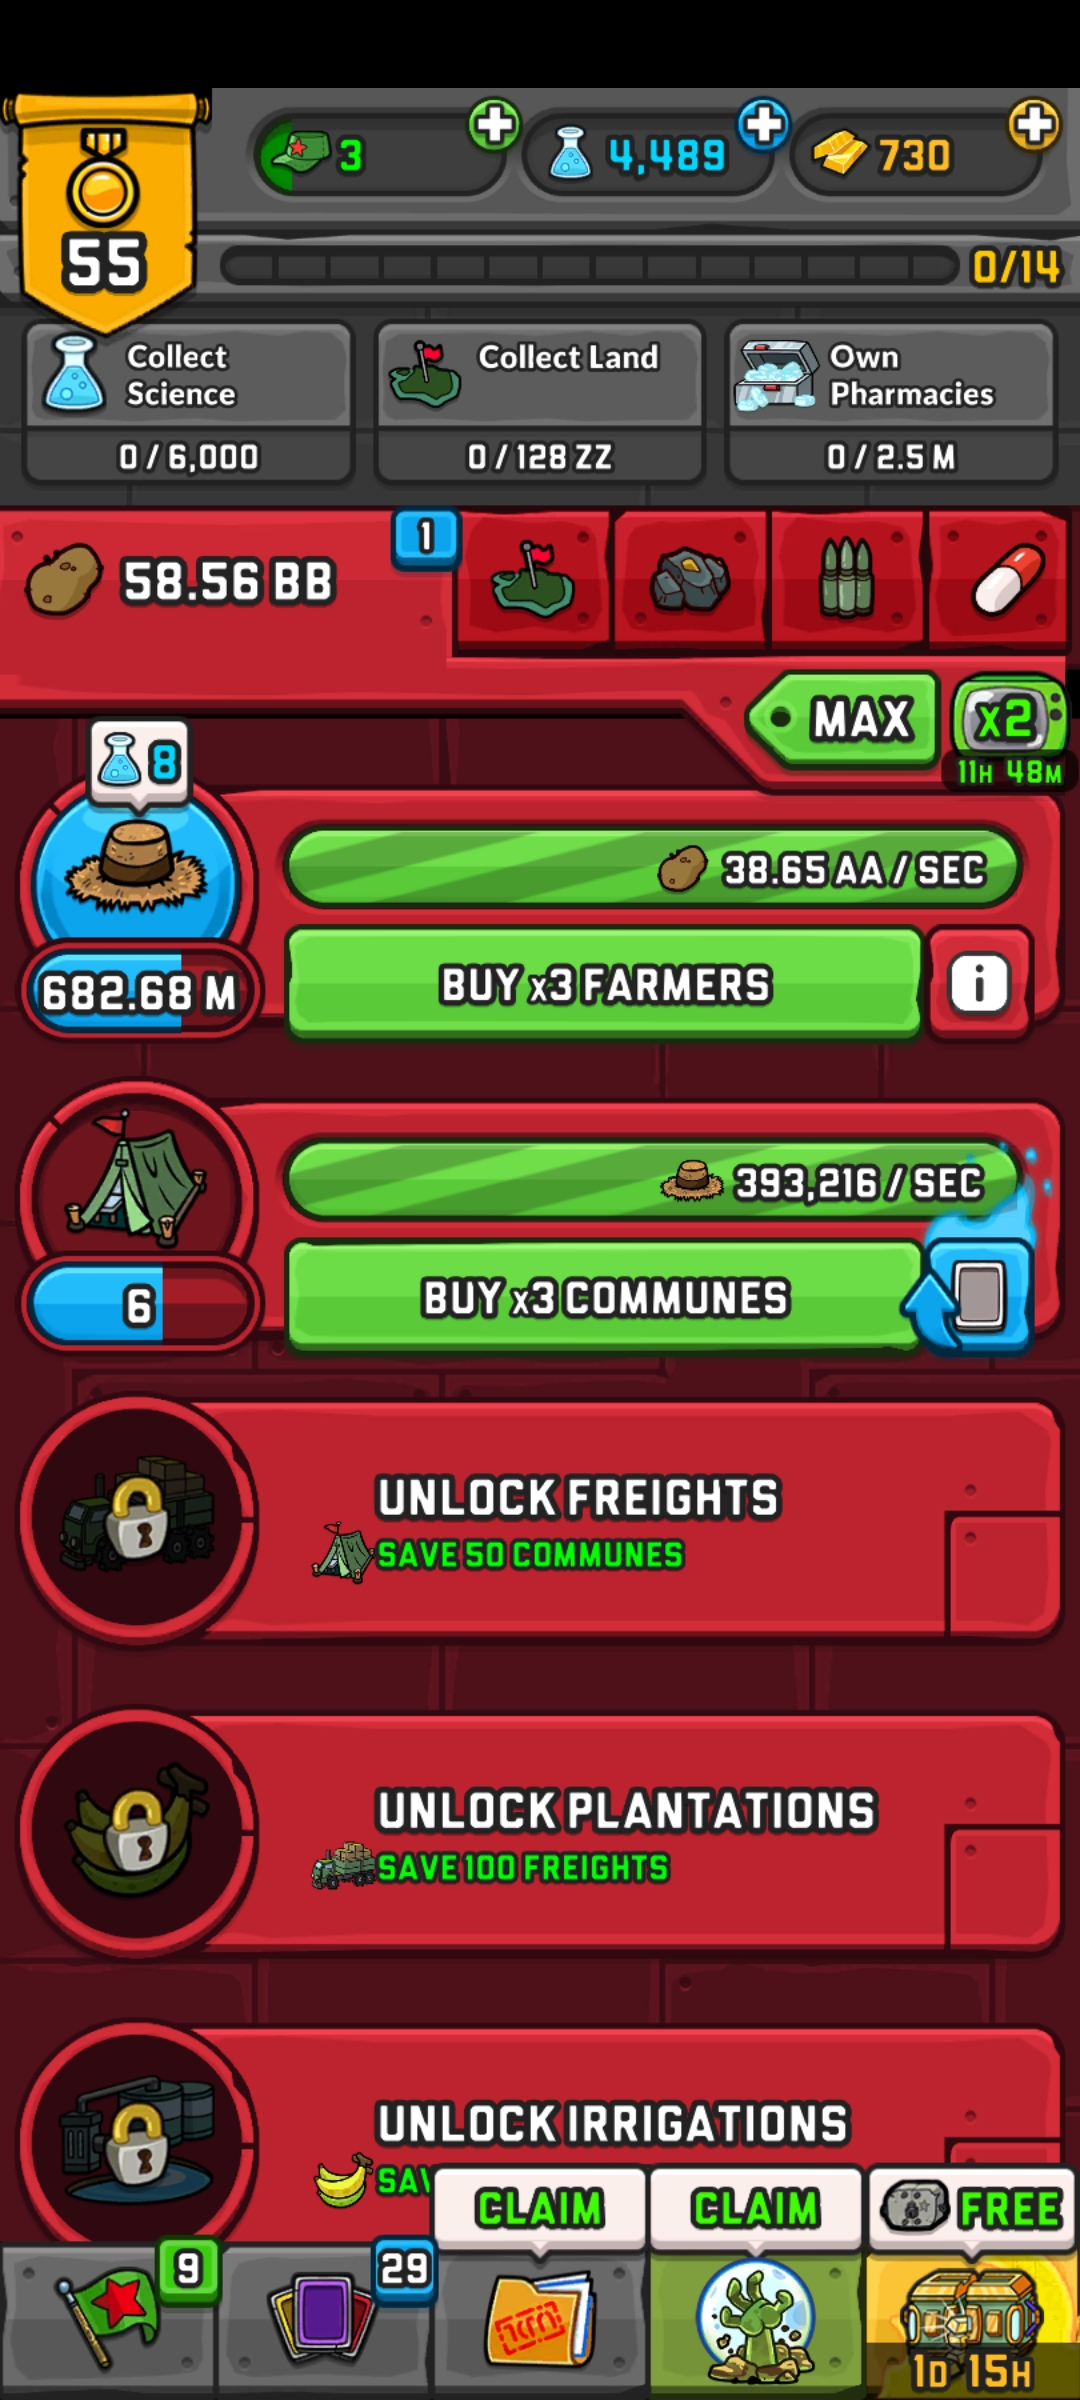 55
3
4,489
730
0/14
Collect
Science
0 / 6,000
Collect Land
0 / 128 ZZ
Own
Pharmacies
0 / 2.5 M
58.56 BB
1
MAX
x2
11H 48M
8
38.65 AA / SEC
682.68 M
BUY x3 FARMERS
i
393,216 / SEC
6
BUY x3 COMMUNES
UNLOCK FREIGHTS
SAVE 50 COMMUNES
UNLOCK PLANTATIONS
SAVE 100 FREIGHTS
UNLOCK IRRIGATIONS
CLAIM
CLAIM
FREE
9
29
1D 15H